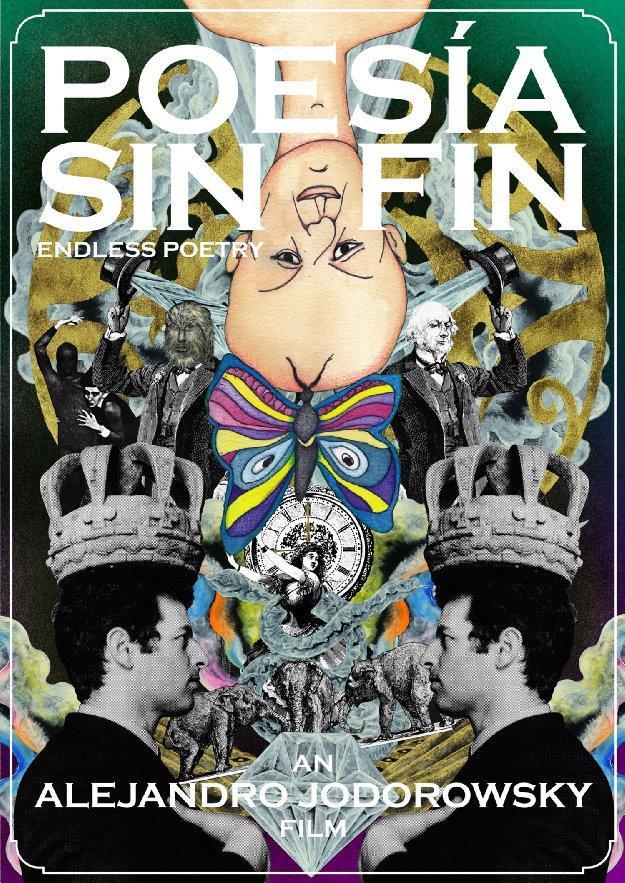 POESÍA
SIN FIN
ENDLESS POETRY
AN
ALEJANDRO JODOROWSKY
FILM